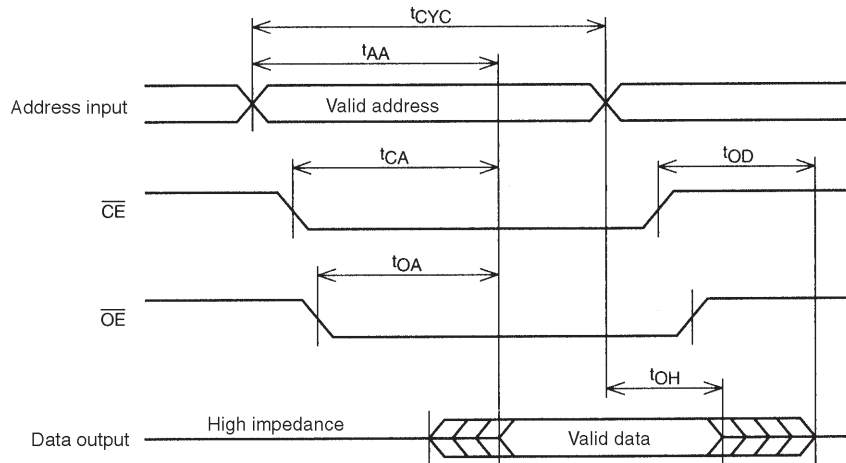 tCYC
tAA
Address input
Valid address
tCA
tOD
CE
tOA
OE
tOH
High impedance
Data output
Valid data